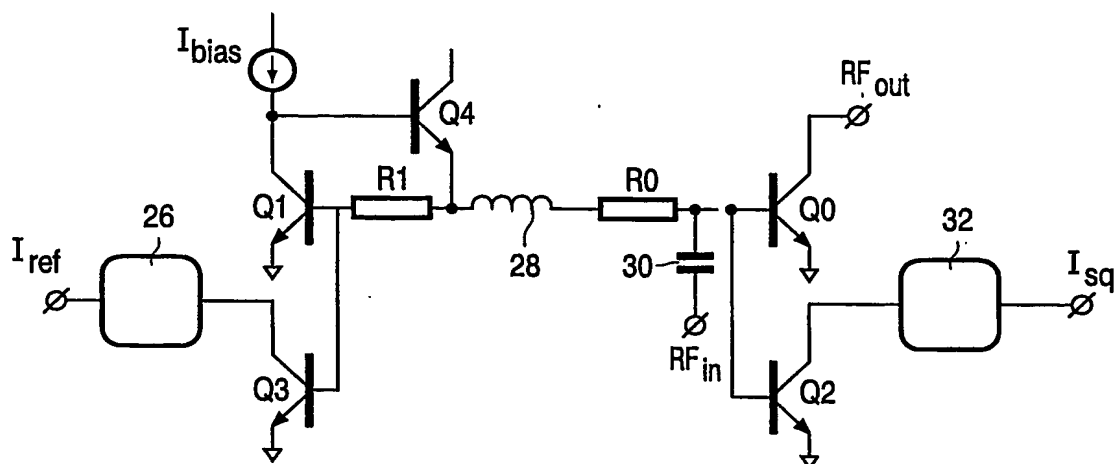 I_bias
Q4
RF_out
R1
R0
Q1
Q0
26
28
30
32
I_ref
I_sq
RF_in
Q3
Q2